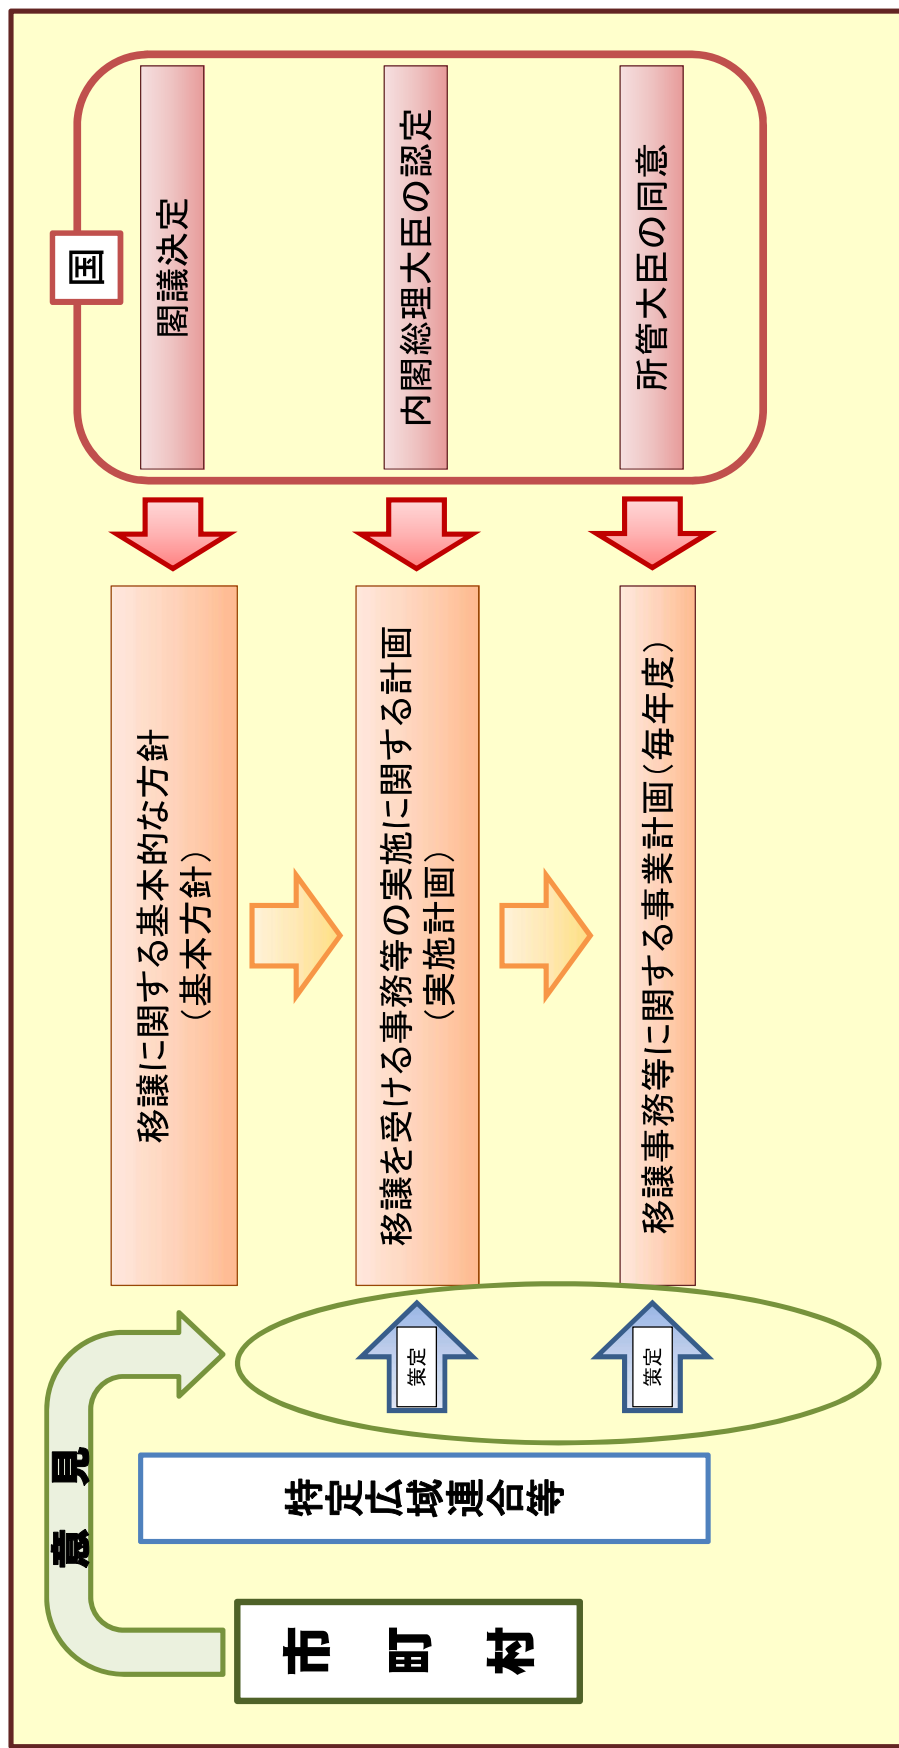 意 見
市 町 村
特定広域連合等
策定
策定
移譲に関する基本的な方針
（基本方針）
移譲を受ける事務等の実施に関する計画
（実施計画）
移譲事務等に関する事業計画（毎年度）
国
閣議決定
内閣総理大臣の認定
所管大臣の同意